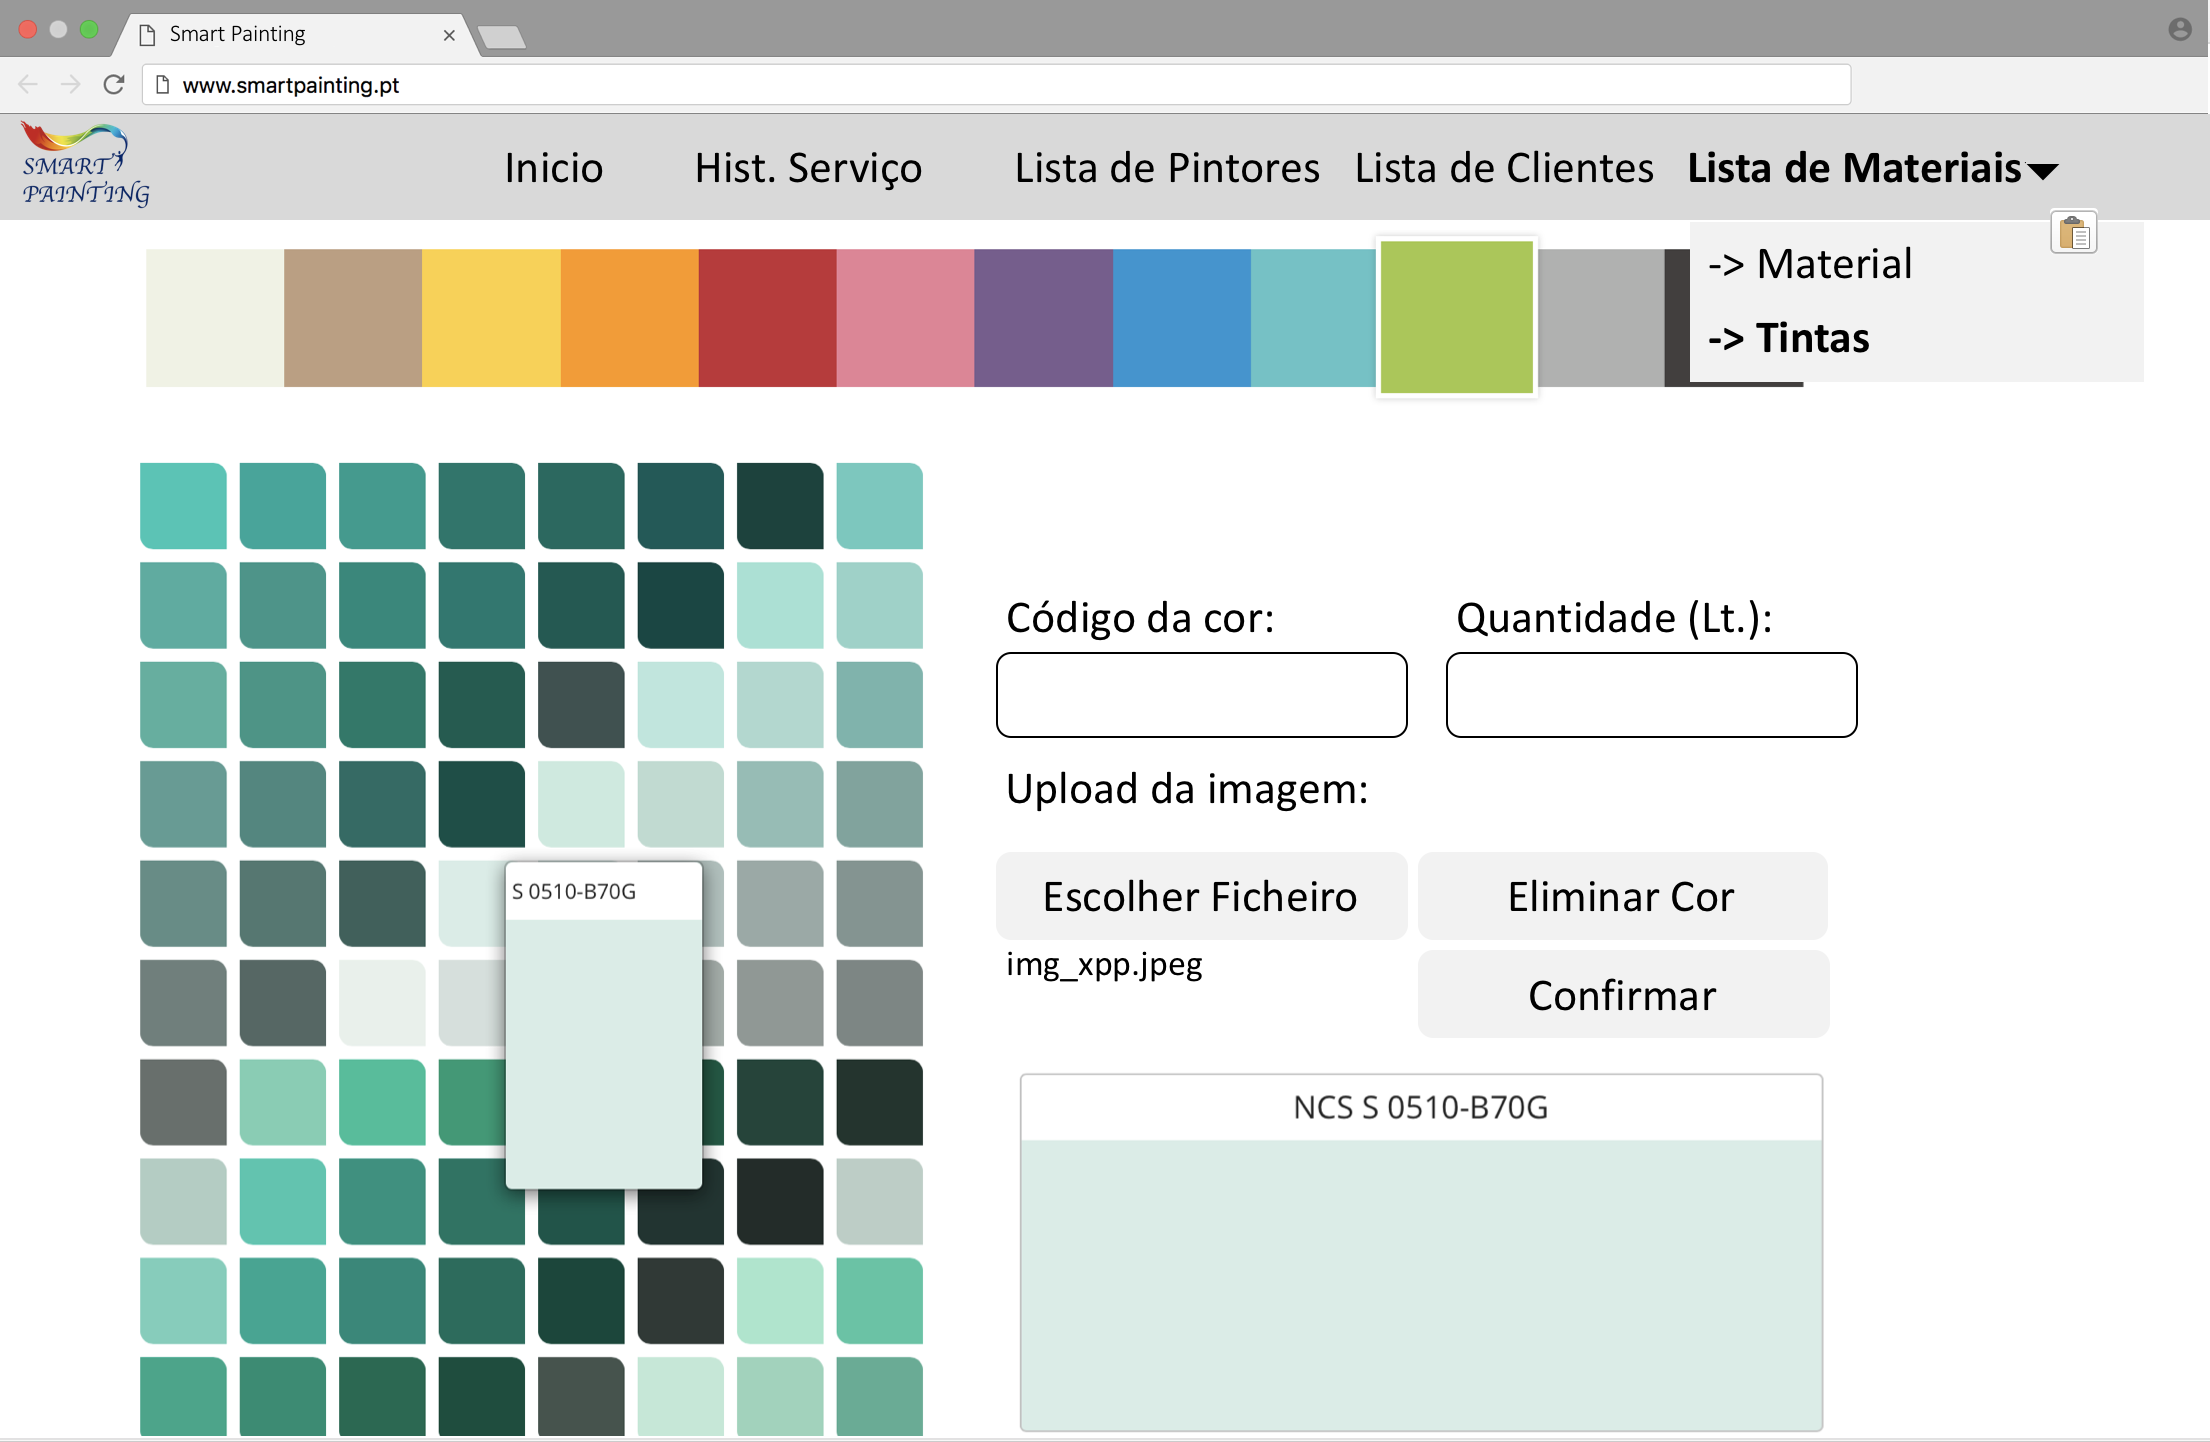 Smart Painting
www.smartpainting.pt
SMART
PAINTING
Inicio Hist. Serviço Lista de Pintores Lista de Clientes Lista de Materiais
-> Material
-> Tintas
Código da cor: Quantidade (Lt.):
Upload da imagem:
S 0510-B70G
Escolher Ficheiro Eliminar Cor
img_xpp.jpeg
Confirmar
NCS S 0510-B70G